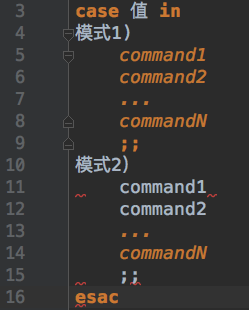 3 case 值 in
4 模式1)
5 command1
6 command2
7 ...
8 commandN
9 ;;
10 模式2)
11 command1
12 command2
13 ...
14 commandN
15 ;;
16 esac